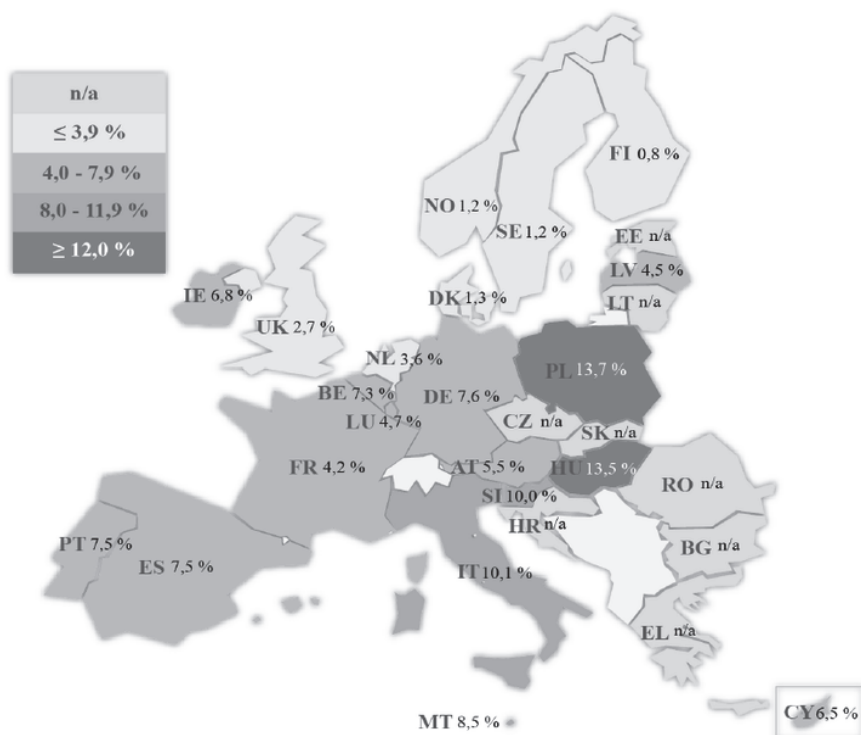 n/a
≤ 3,9 %
4,0 - 7,9 %
8,0 - 11,9 %
≥ 12,0 %
FI 0,8 %
NO 1,2 %
SE 1,2 %
EE n/a
LV 4,5 %
LT n/a
IE 6,8 %
DK 1,3 %
UK 2,7 %
NL 3,6 %
PL 13,7 %
BE 7,3 %
DE 7,6 %
LU 4,7 %
CZ n/a
SK n/a
FR 4,2 %
AT 5,5 %
HU 13,5 %
RO n/a
SI 10,0 %
HR n/a
PT 7,5 %
BG n/a
ES 7,5 %
IT 10,1 %
EL n/a
CY 6,5 %
MT 8,5 %